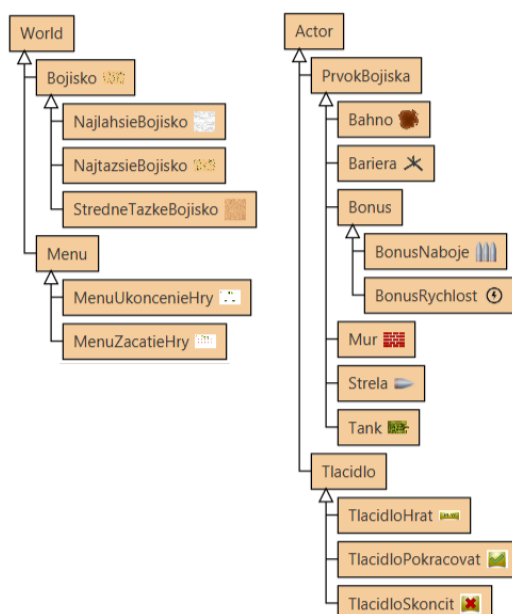 World
Bojisko
NajlahsieBojisko
NajtazsieBojisko
StredneTazkeBojisko
Menu
MenuUkoncenieHry
MenuZacatieHry
Actor
PrvokBojiska
Bahno
Bariera
Bonus
BonusNaboje
BonusRychlost
Mur
Strela
Tank
Tlacidlo
TlacidloHrat
TlacidloPokracovat
TlacidloSkoncit